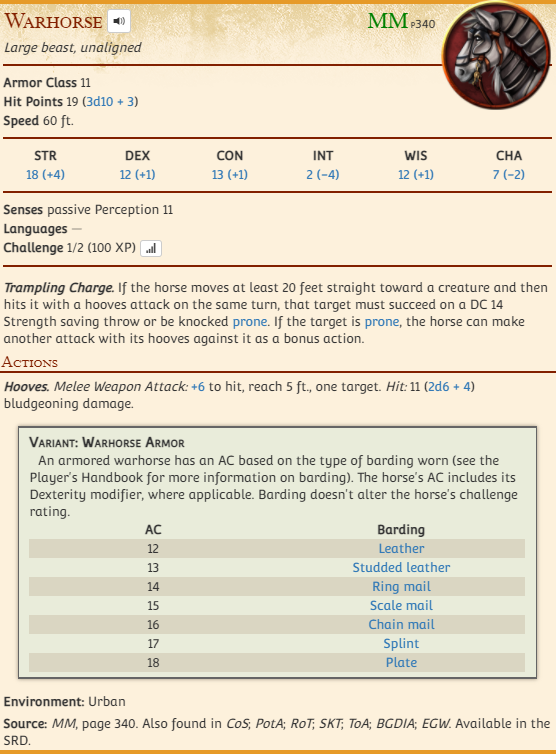 WARHORSE
MM P340
Large beast, unaligned
Armor Class 11
Hit Points 19 (3d10 + 3)
Speed 60 ft.
STR DEX CON INT WIS CHA
18 (+4) 12 (+1) 13 (+1) 2 (−4) 12 (+1) 7 (−2)
Senses passive Perception 11
Languages —
Challenge 1/2 (100 XP)
Trampling Charge. If the horse moves at least 20 feet straight toward a creature and then
hits it with a hooves attack on the same turn, that target must succeed on a DC 14
Strength saving throw or be knocked prone. If the target is prone, the horse can make
another attack with its hooves against it as a bonus action.
ACTIONS
Hooves. Melee Weapon Attack: +6 to hit, reach 5 ft., one target. Hit: 11 (2d6 + 4)
bludgeoning damage.
VARIANT: WARHORSE ARMOR
An armored warhorse has an AC based on the type of barding worn (see the
Player's Handbook for more information on barding). The horse's AC includes its
Dexterity modifier, where applicable. Barding doesn't alter the horse's challenge
rating.
AC Barding
12 Leather
13 Studded leather
14 Ring mail
15 Scale mail
16 Chain mail
17 Splint
18 Plate
Environment: Urban
Source: MM, page 340. Also found in CoS; PotA; RoT; SKT; ToA; BGDIA; EGW. Available in the
SRD.